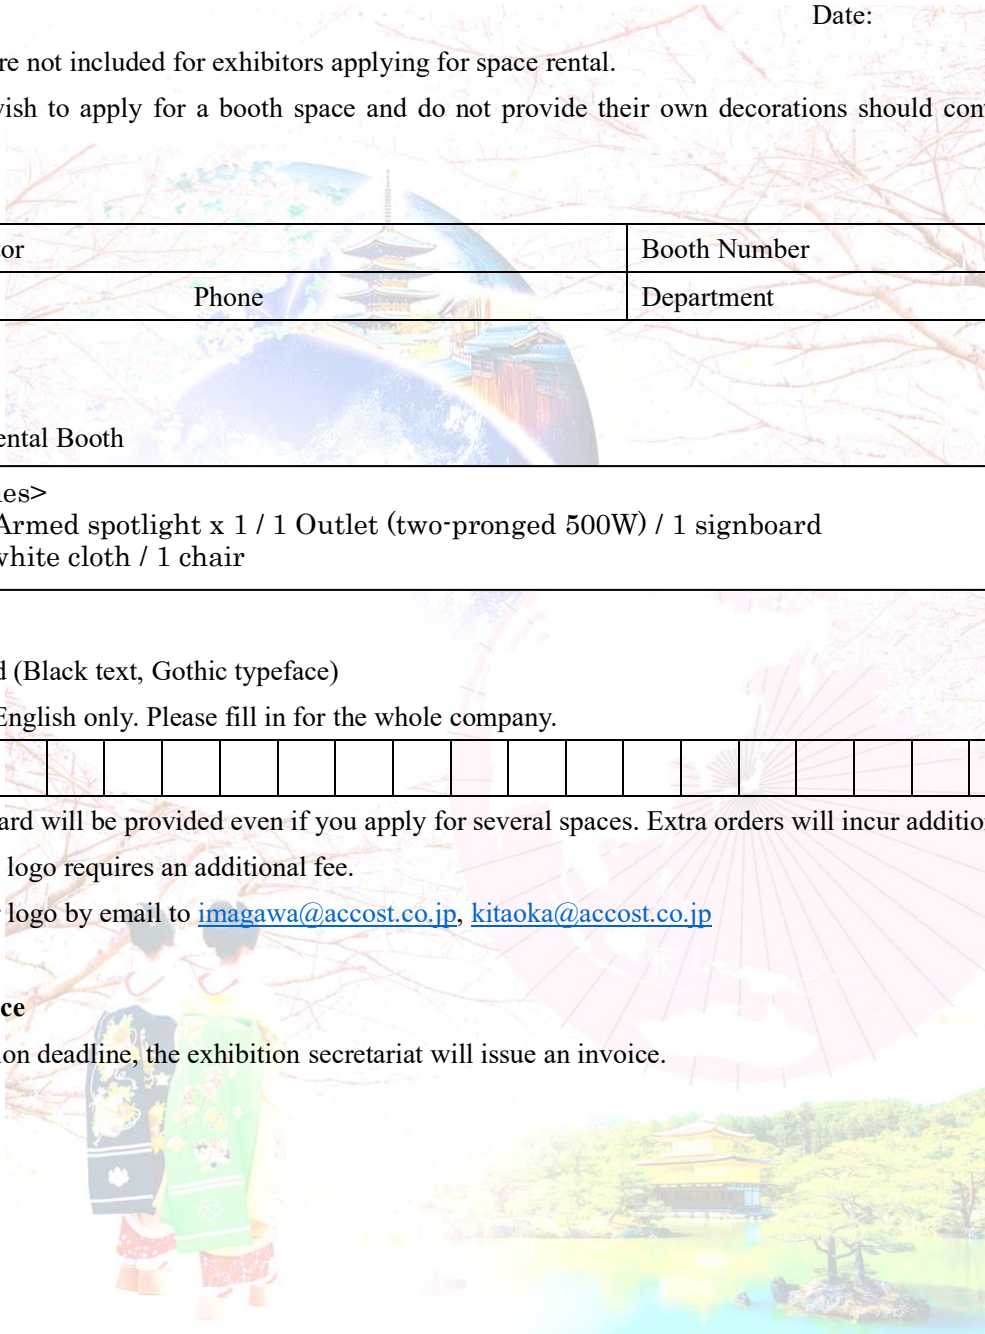 Date:
re not included for exhibitors applying for space rental.
vish to apply for a booth space and do not provide their own decorations should con
or Booth Number
Phone Department
ental Booth
es>
Armed spotlight x 1 / 1 Outlet (two-pronged 500W) / 1 signboard
white cloth / 1 chair
d (Black text, Gothic typeface)
English only. Please fill in for the whole company.
ard will be provided even if you apply for several spaces. Extra orders will incur additio
logo requires an additional fee.
logo by email to imagawa@accost.co.jp, kitaoka@accost.co.jp
ce
on deadline, the exhibition secretariat will issue an invoice.